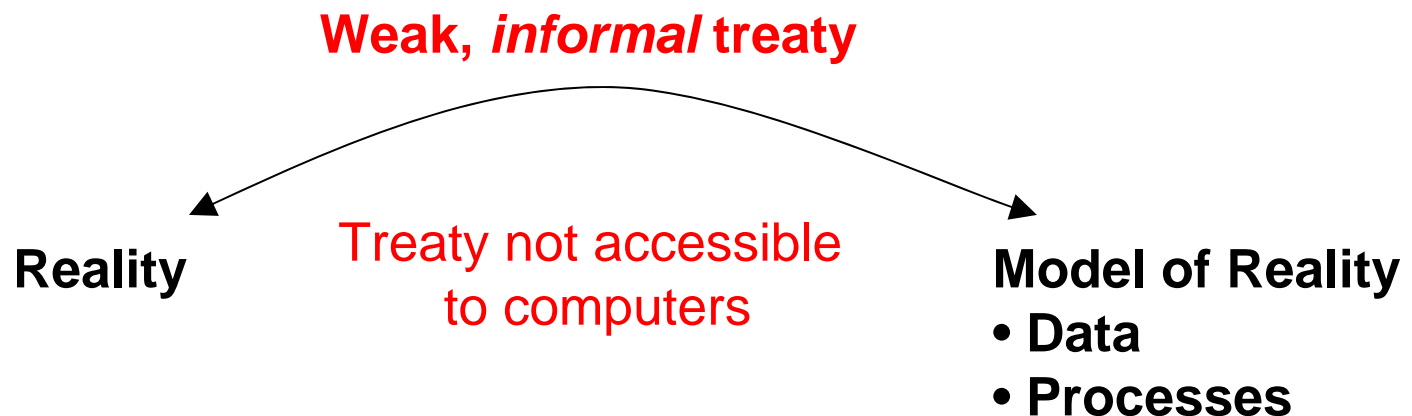 Weak, informal treaty
Reality
Treaty not accessible
to computers
Model of Reality
• Data
• Processes